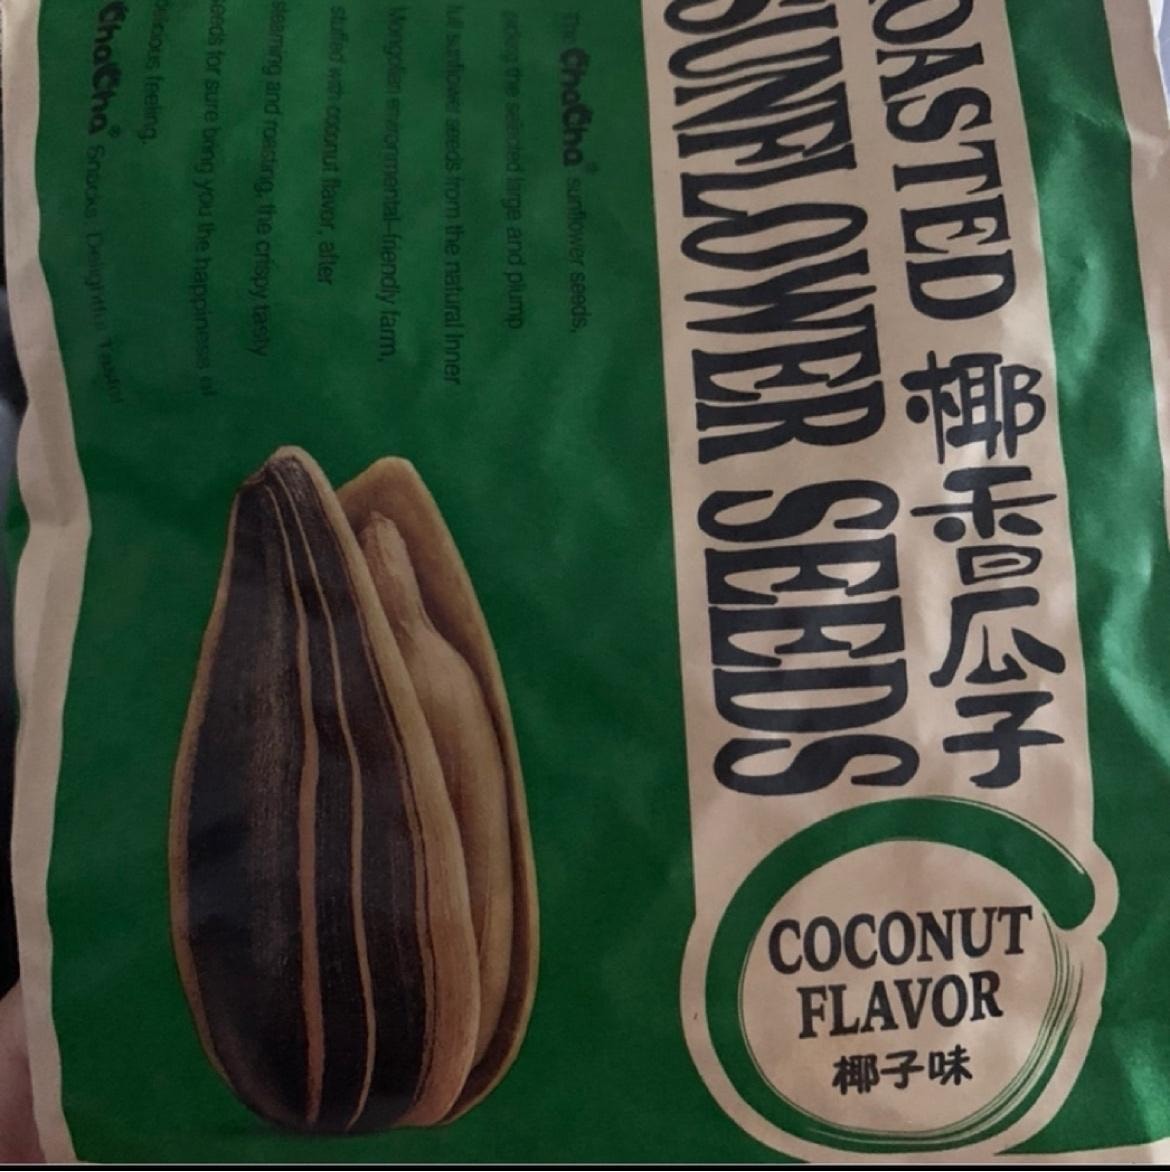 OASTED 椰香瓜子
SUNFLOWER SEEDS
COCONUT
FLAVOR
椰子味
The ChaCha® sunflower seeds,
picking the selected large and plump
full sunflower seeds from the natural Inner
Mongolian environmental-friendly farm,
stuffed with coconut flavor, after
steaming and roasting, the crispy tasty
seeds for sure bring you the happiness of
delicious feeling.
ChaCha® Snacks, Delightful